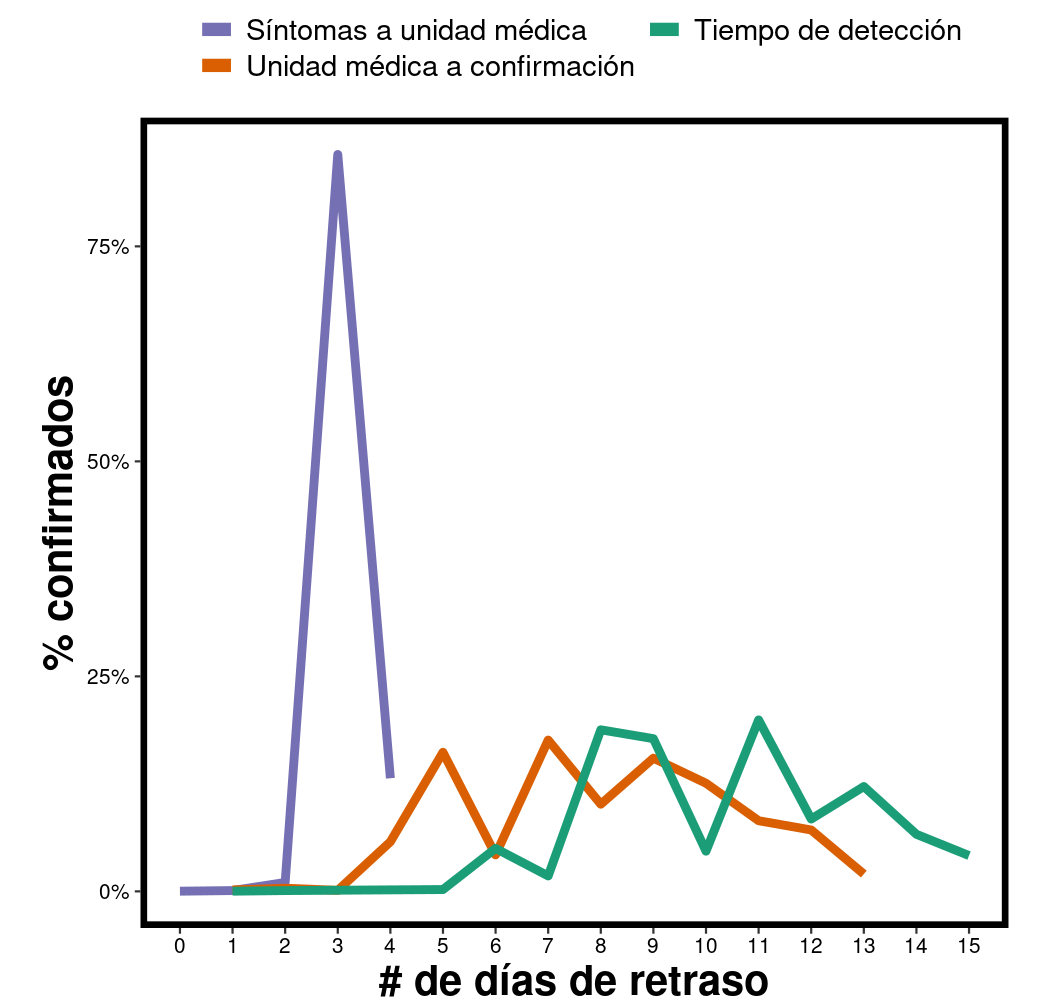 Síntomas a unidad médica
Tiempo de detección
Unidad médica a confirmación
% confirmados
75%
50%
25%
0%
0 1 2 3 4 5 6 7 8 9 10 11 12 13 14 15
# de días de retraso